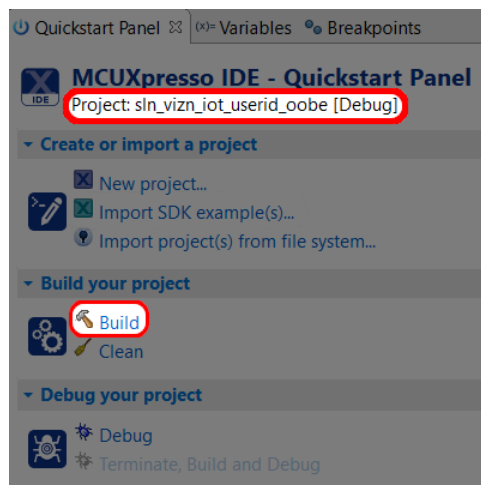 Quickstart Panel (x)= Variables Breakpoints
MCUXpresso IDE - Quickstart Panel
IDE
Project: sln_vizn_iot_userid_oobe [Debug]
Create or import a project
New project...
Import SDK example(s)...
Import project(s) from file system...
Build your project
Build
Clean
Debug your project
Debug
Terminate, Build and Debug